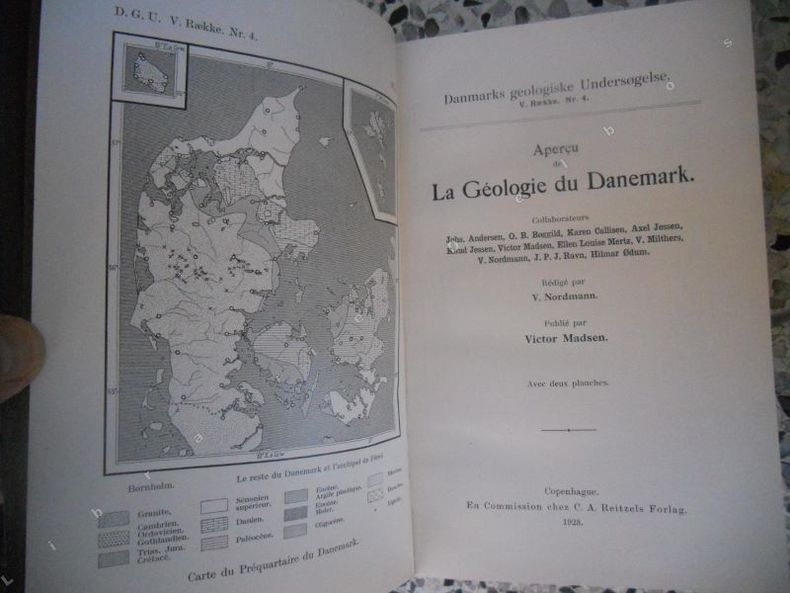 D. G. U. V. Række. Nr. 4.
Bornholm.
Le reste du Danemark et l'archipel de
Granite,
Cambrien,
Ordovicien,
Gothlandien.
Trias, Jura.
Crétacé.
Sénonien
supérieur.
Danien.
Paléocène.
Eocène.
Argile plastique.
Eocène.
Moler.
Oligocène.
Carte du Préquartaire du Danemark.
Danmarks geologiske Undersøgelse.
V. Række. Nr. 4.
Aperçu
de
La Géologie du Danemark.
Collaborateurs
Johs. Andersen, O. B. Bøggild, Karen Callisen, Axel Jessen,
Knud Jessen, Victor Madsen, Ellen Louise Mertz, V. Milthers,
V. Nordmann, J. P. J. Ravn, Hilmar Ødum.
Rédigé par
V. Nordmann.
Publié par
Victor Madsen.
Avec deux planches.
Copenhague.
En Commission chez C. A. Reitzels Forlag.
1928.